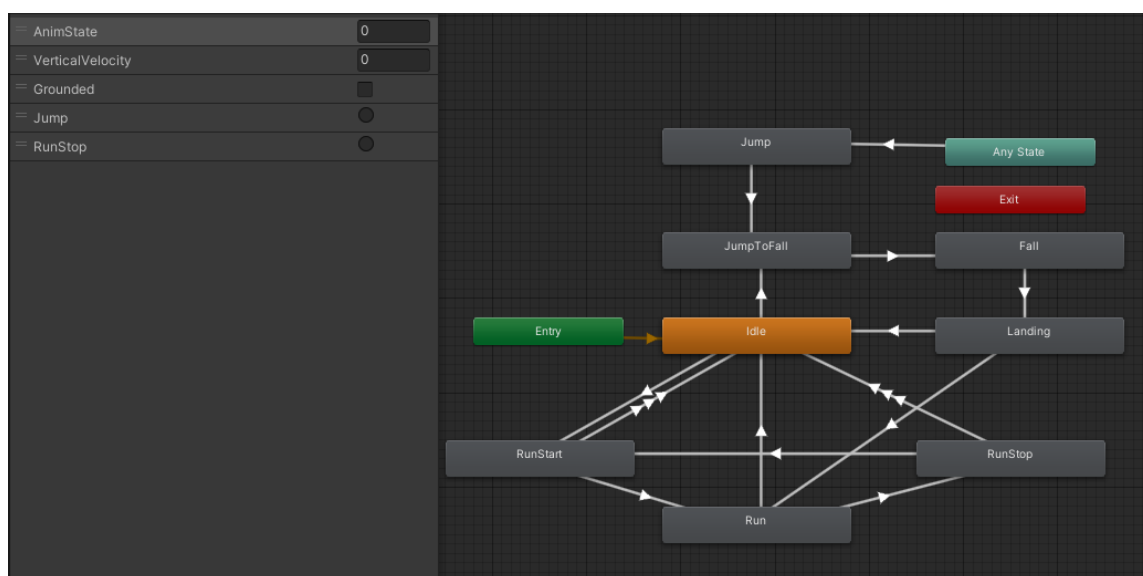 AnimState 0
VerticalVelocity 0
Grounded
Jump
RunStop
Jump
Any State
Exit
JumpToFall
Fall
Entry
Idle
Landing
RunStart
RunStop
Run